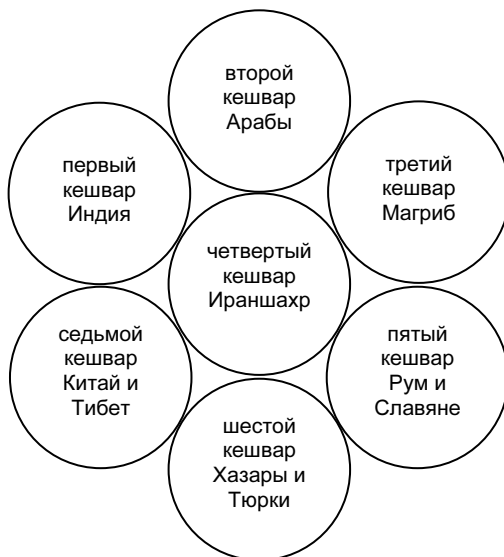 второй
кешвар
Арабы
первый
кешвар
Индия
третий
кешвар
Магриб
четвертый
кешвар
Ираншахр
седьмой
кешвар
Китай и
Тибет
пятый
кешвар
Рум и
Славяне
шестой
кешвар
Хазары и
Тюрки